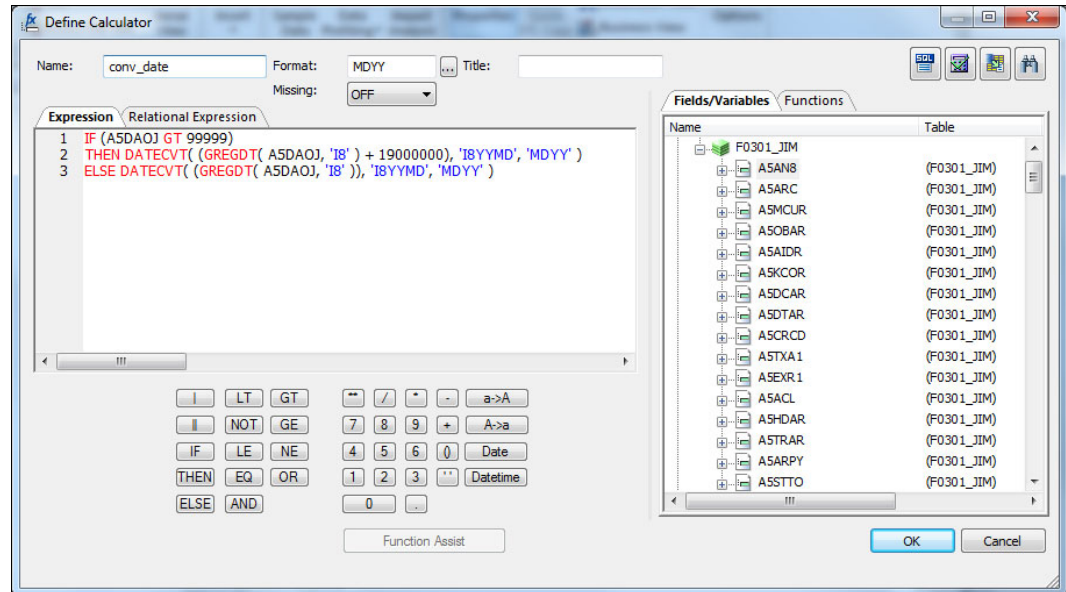 fx Define Calculator
Name: conv_date Format: MDYY ... Title:
Missing: OFF
Expression Relational Expression
1 IF (A5DAOJ GT 99999)
2 THEN DATECVT( (GREGDT( A5DAOJ, 'I8' ) + 19000000), 'I8YYMD', 'MDYY' )
3 ELSE DATECVT( (GREGDT( A5DAOJ, 'I8' )), 'I8YYMD', 'MDYY' )
| LT GT ** / * - a->A
|| NOT GE 7 8 9 + A->a
IF LE NE 4 5 6 () Date
THEN EQ OR 1 2 3 ' ' Datetime
ELSE AND 0 .
Function Assist
SQL
Fields/Variables Functions
Name Table
F0301_JIM
A5AN8 (F0301_JIM)
A5ARC (F0301_JIM)
A5MCUR (F0301_JIM)
A5OBAR (F0301_JIM)
A5AIDR (F0301_JIM)
A5KCOR (F0301_JIM)
A5DCAR (F0301_JIM)
A5DTAR (F0301_JIM)
A5CRCD (F0301_JIM)
A5TXA1 (F0301_JIM)
A5EXR1 (F0301_JIM)
A5ACL (F0301_JIM)
A5HDAR (F0301_JIM)
A5TRAR (F0301_JIM)
A5ARPY (F0301_JIM)
A5STTO (F0301_JIM)
OK Cancel